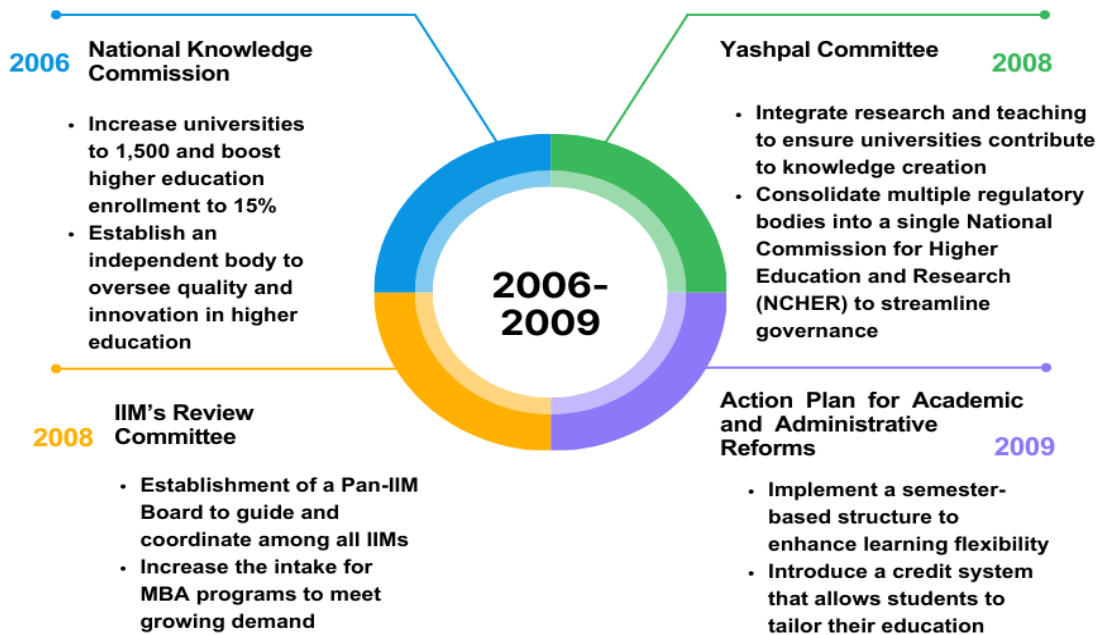 2006
National Knowledge
Commission
• Increase universities
to 1,500 and boost
higher education
enrollment to 15%
• Establish an
independent body to
oversee quality and
innovation in higher
education
Yashpal Committee
2008
• Integrate research and teaching
to ensure universities contribute
to knowledge creation
• Consolidate multiple regulatory
bodies into a single National
Commission for Higher
Education and Research
(NCHER) to streamline
governance
2006-
2009
2008
IIM's Review
Committee
• Establishment of a Pan-IIM
Board to guide and
coordinate among all IIMs
• Increase the intake for
MBA programs to meet
growing demand
Action Plan for Academic
and Administrative
Reforms
2009
• Implement a semester-
based structure to
enhance learning flexibility
• Introduce a credit system
that allows students to
tailor their education